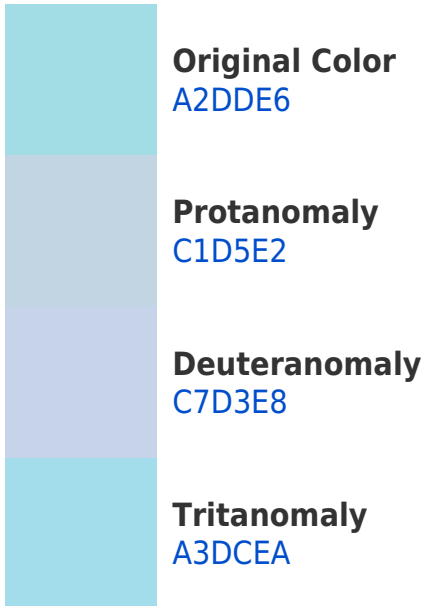 Original Color
A2DDE6
Protanomaly
C1D5E2
Deuteranomaly
C7D3E8
Tritanomaly
A3DCEA